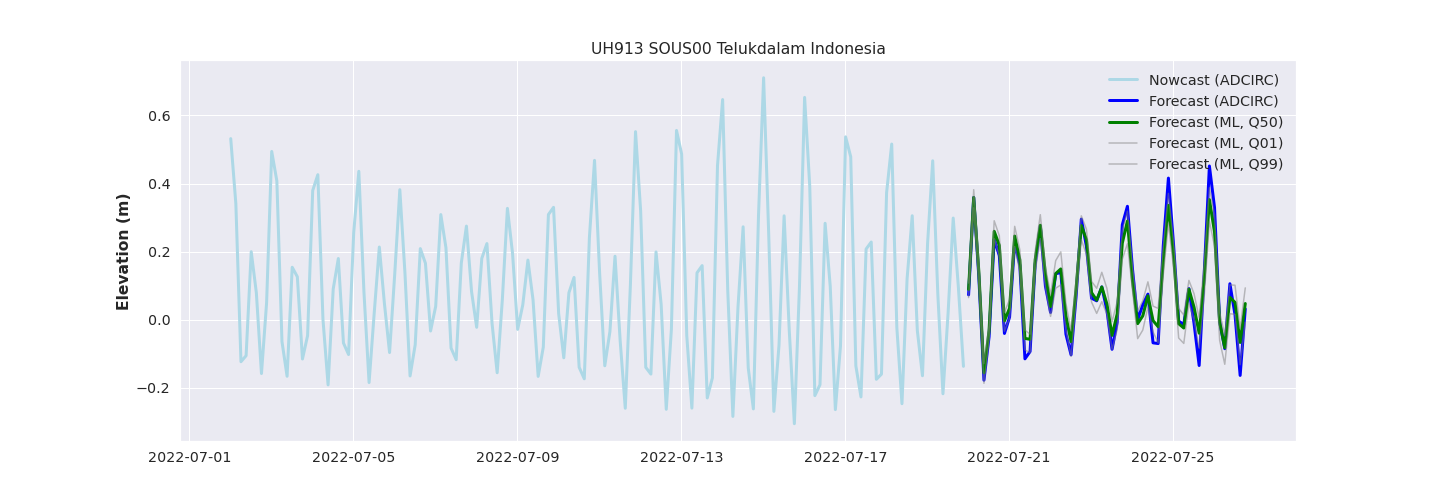 UH913 SOUS00 Telukdalam Indonesia
Nowcast (ADCIRC)
Forecast (ADCIRC)
Forecast (ML, Q50)
Forecast (ML, Q01)
Forecast (ML, Q99)
Elevation (m)
0.6
0.4
0.2
0.0
−0.2
2022-07-01 2022-07-05 2022-07-09 2022-07-13 2022-07-17 2022-07-21 2022-07-25